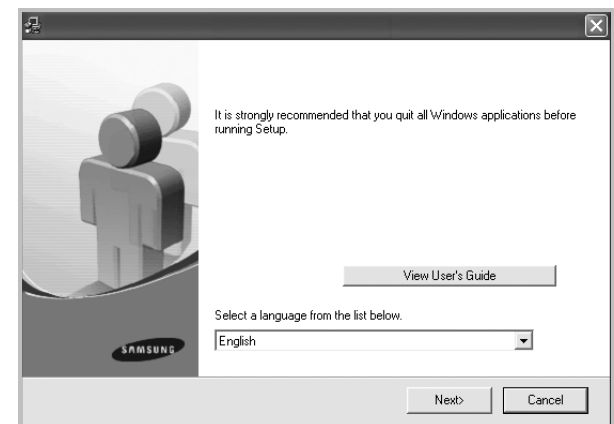 It is strongly recommended that you quit all Windows applications before
running Setup.
View User's Guide
Select a language from the list below.
English
SAMSUNG
Next>
Cancel